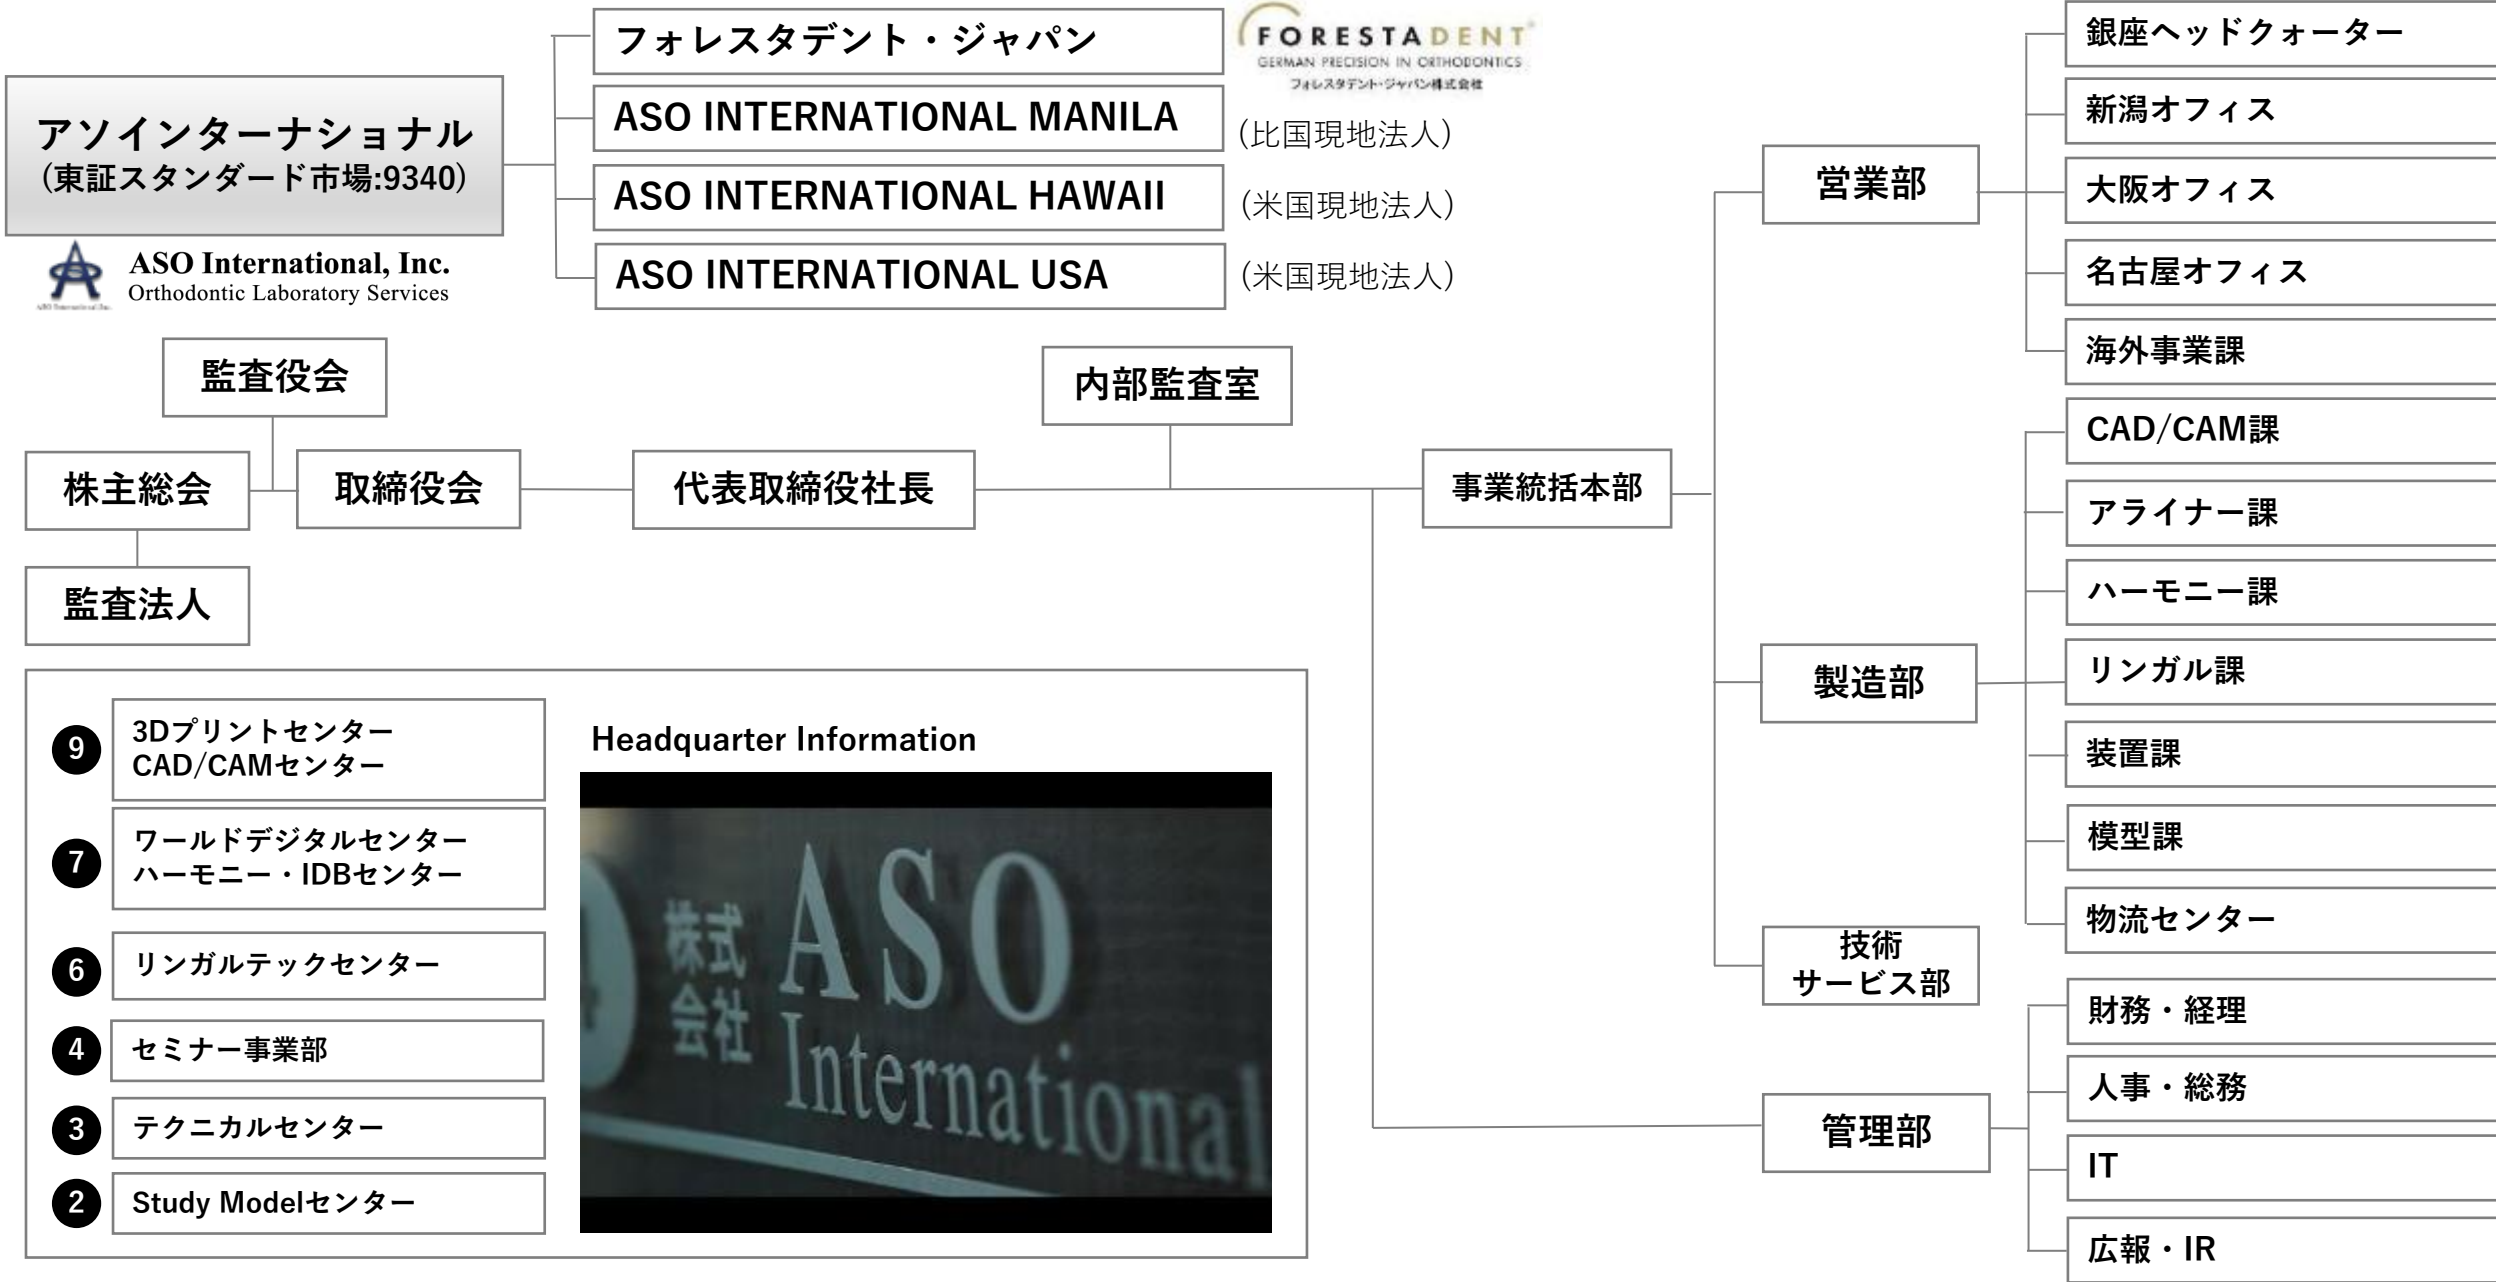 アソインターナショナル
(東証スタンダード市場:9340)
ASO International, Inc.
Orthodontic Laboratory Services
ASO International Inc.
フォレスタデント・ジャパン
FORESTADENT®
GERMAN PRECISION IN ORTHODONTICS
フォレスタデント・ジャパン株式会社
ASO INTERNATIONAL MANILA
(比国現地法人)
ASO INTERNATIONAL HAWAII
(米国現地法人)
ASO INTERNATIONAL USA
(米国現地法人)
監査役会
株主総会
取締役会
監査法人
代表取締役社長
内部監査室
事業統括本部
営業部
銀座ヘッドクォーター
新潟オフィス
大阪オフィス
名古屋オフィス
海外事業課
製造部
CAD/CAM課
アライナー課
ハーモニー課
リンガル課
装置課
模型課
物流センター
技術
サービス部
管理部
財務・経理
人事・総務
IT
広報・IR
9
3Dプリントセンター
CAD/CAMセンター
7
ワールドデジタルセンター
ハーモニー・IDBセンター
6
リンガルテックセンター
4
セミナー事業部
3
テクニカルセンター
2
Study Modelセンター
Headquarter Information
株式
会社
ASO
International